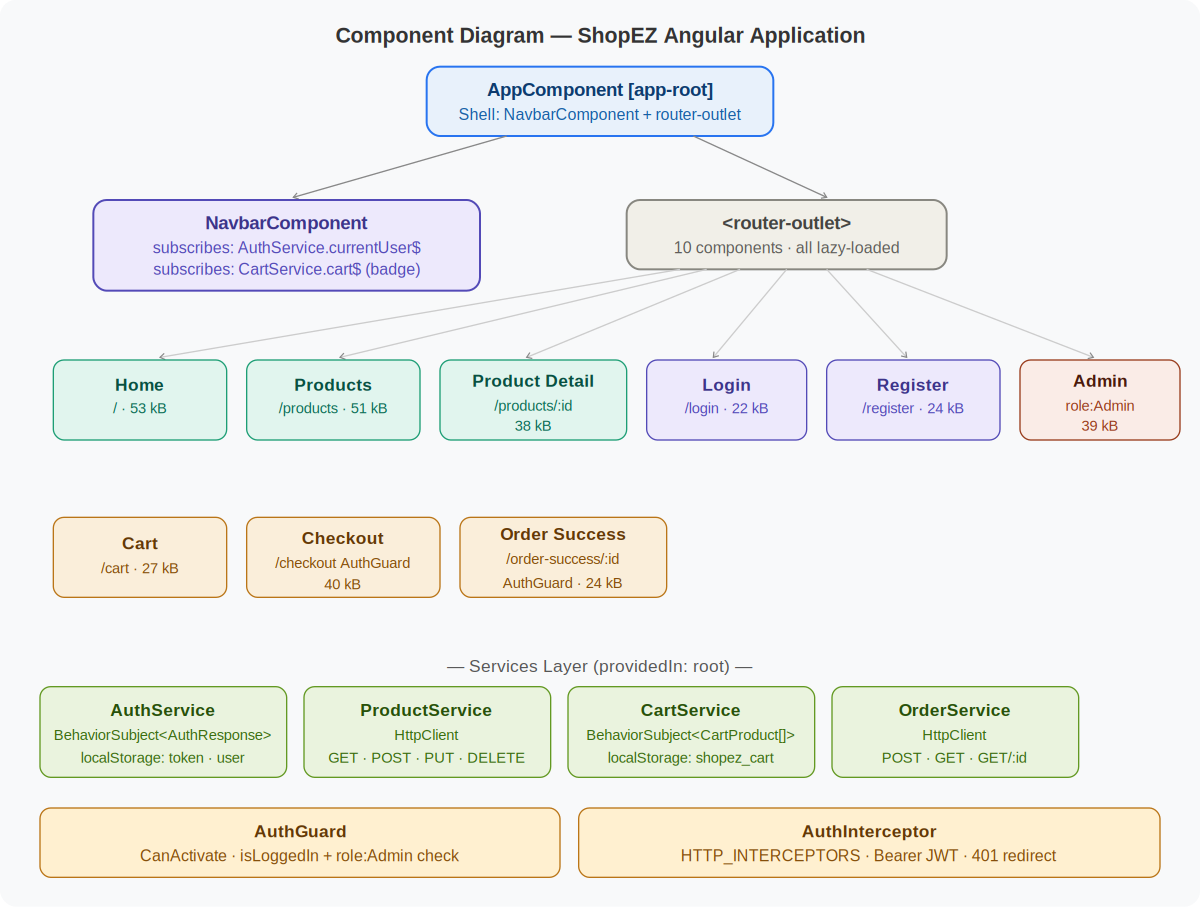 Component Diagram — ShopEZ Angular Application
AppComponent [app-root]
Shell: NavbarComponent + router-outlet
NavbarComponent
subscribes: AuthService.currentUser$
subscribes: CartService.cart$ (badge)
<router-outlet>
10 components · all lazy-loaded
Home
/ · 53 kB
Products
/products · 51 kB
Product Detail
/products/:id
38 kB
Login
/login · 22 kB
Register
/register · 24 kB
Admin
role:Admin
39 kB
Cart
/cart · 27 kB
Checkout
/checkout AuthGuard
40 kB
Order Success
/order-success/:id
AuthGuard · 24 kB
— Services Layer (providedIn: root) —
AuthService
BehaviorSubject<AuthResponse>
localStorage: token · user
ProductService
HttpClient
GET · POST · PUT · DELETE
CartService
BehaviorSubject<CartProduct[]>
localStorage: shopez_cart
OrderService
HttpClient
POST · GET · GET/:id
AuthGuard
CanActivate · isLoggedIn + role:Admin check
AuthInterceptor
HTTP_INTERCEPTORS · Bearer JWT · 401 redirect